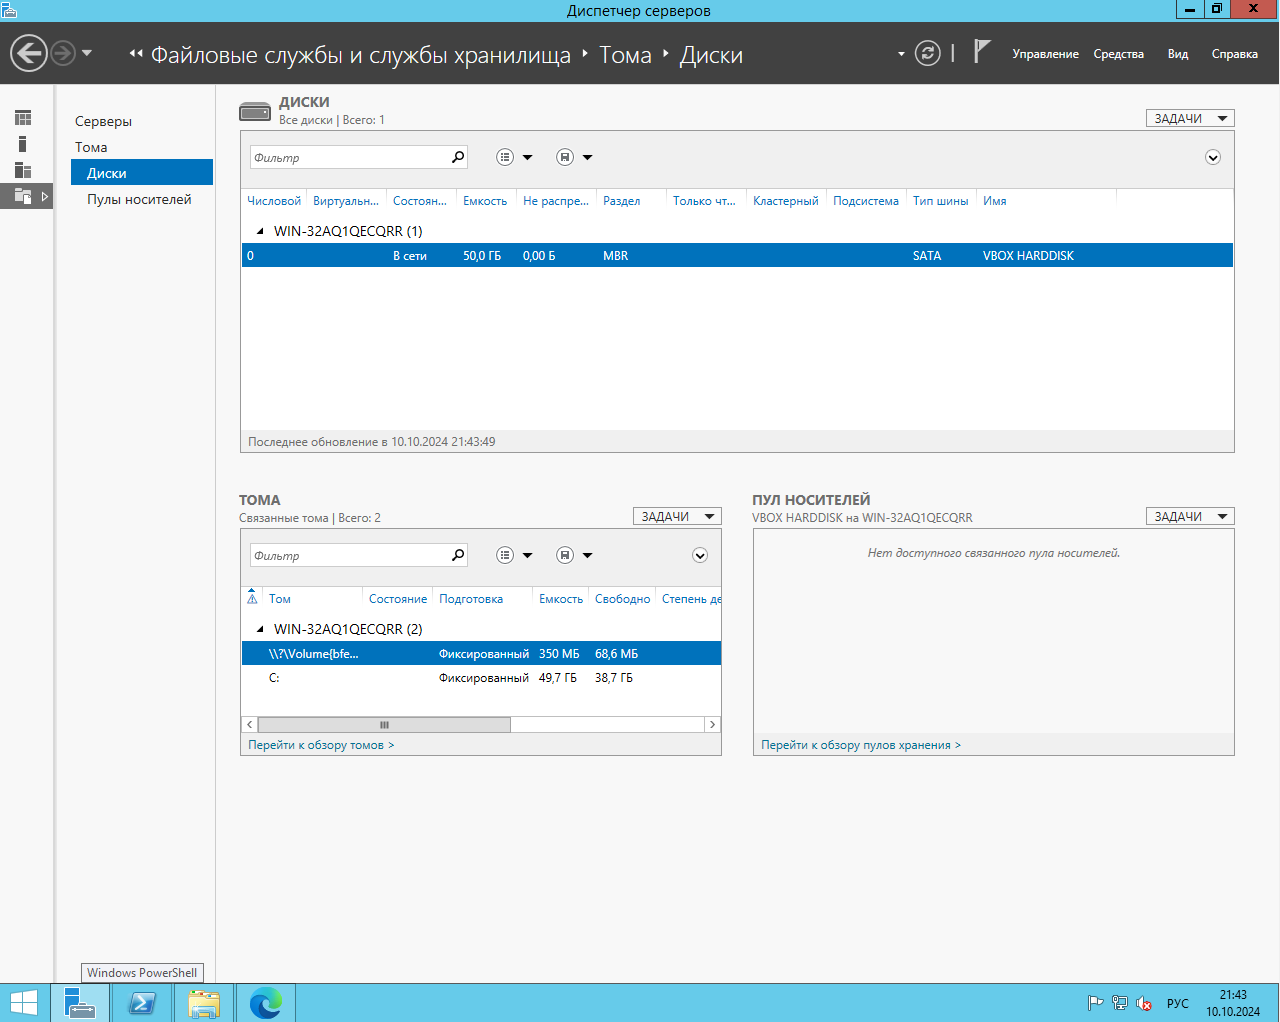 Диспетчер серверов
Файловые службы и службы хранилища
Тома
Диски
Управление
Средства
Вид
Справка
Серверы
Тома
Диски
Пулы носителей
ДИСКИ
Все диски | Всего: 1
ЗАДАЧИ
Фильтр
Числовой Виртуальн... Состоян... Емкость Не распре... Раздел Только чт... Кластерный Подсистема Тип шины Имя
WIN-32AQ1QECQRR (1)
0 В сети 50,0 ГБ 0,00 Б MBR SATA VBOX HARDDISK
Последнее обновление в 10.10.2024 21:43:49
ТОМА
Связанные тома | Всего: 2
ЗАДАЧИ
Фильтр
Том Состояние Подготовка Емкость Свободно Степень де
WIN-32AQ1QECQRR (2)
\\?\Volume{bfe... Фиксированный 350 МБ 68,6 МБ
C: Фиксированный 49,7 ГБ 38,7 ГБ
Перейти к обзору томов >
ПУЛ НОСИТЕЛЕЙ
VBOX HARDDISK на WIN-32AQ1QECQRR
ЗАДАЧИ
Нет доступного связанного пула носителей.
Перейти к обзору пулов хранения >
Windows PowerShell
РУС
21:43
10.10.2024